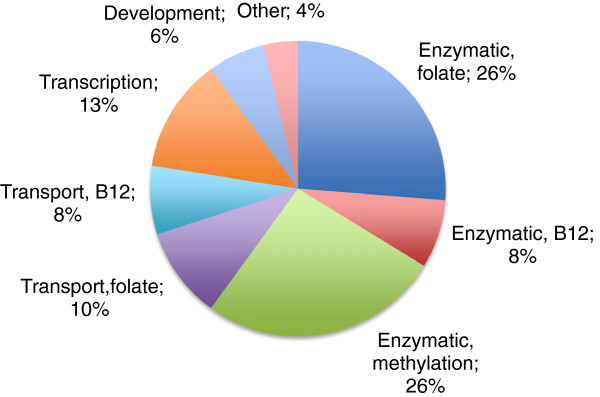 Development;
6%
Other; 4%
Enzymatic,
folate; 26%
Transcription;
13%
Transport, B12;
8%
Enzymatic, B12;
8%
Transport,folate;
10%
Enzymatic,
methylation;
26%